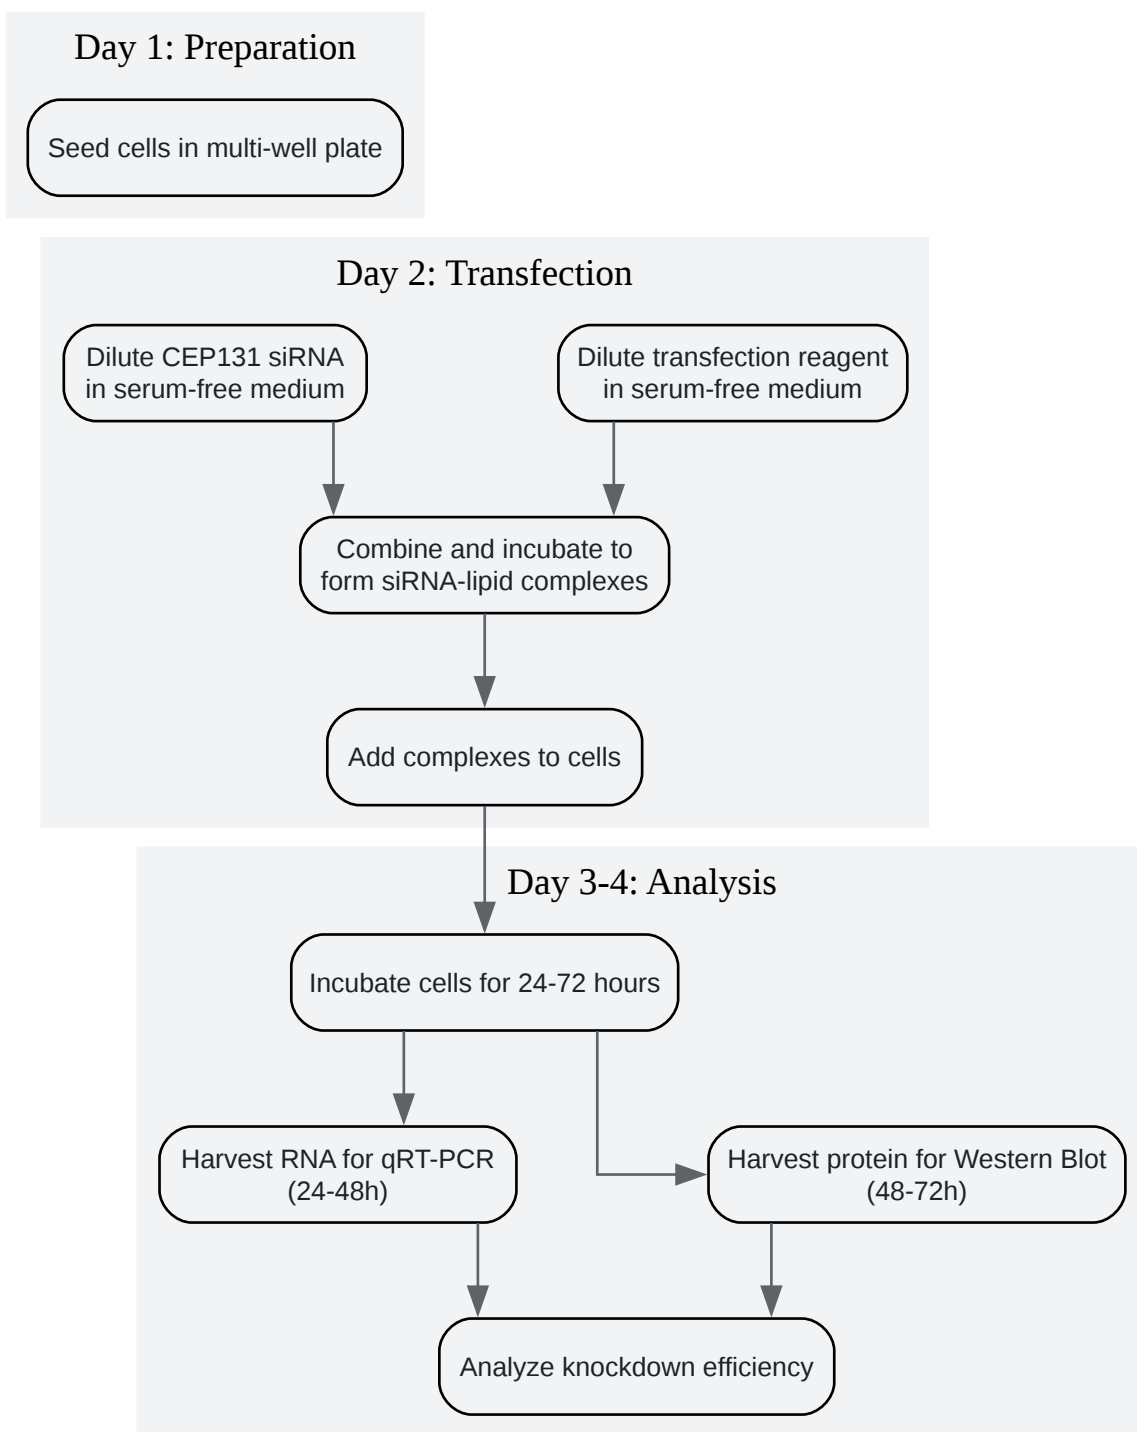 Day 1: Preparation
Seed cells in multi-well plate
Day 2: Transfection
Dilute CEP131 siRNA
in serum-free medium
Dilute transfection reagent
in serum-free medium
Combine and incubate to
form siRNA-lipid complexes
Add complexes to cells
Day 3-4: Analysis
Incubate cells for 24-72 hours
Harvest RNA for qRT-PCR
(24-48h)
Harvest protein for Western Blot
(48-72h)
Analyze knockdown efficiency